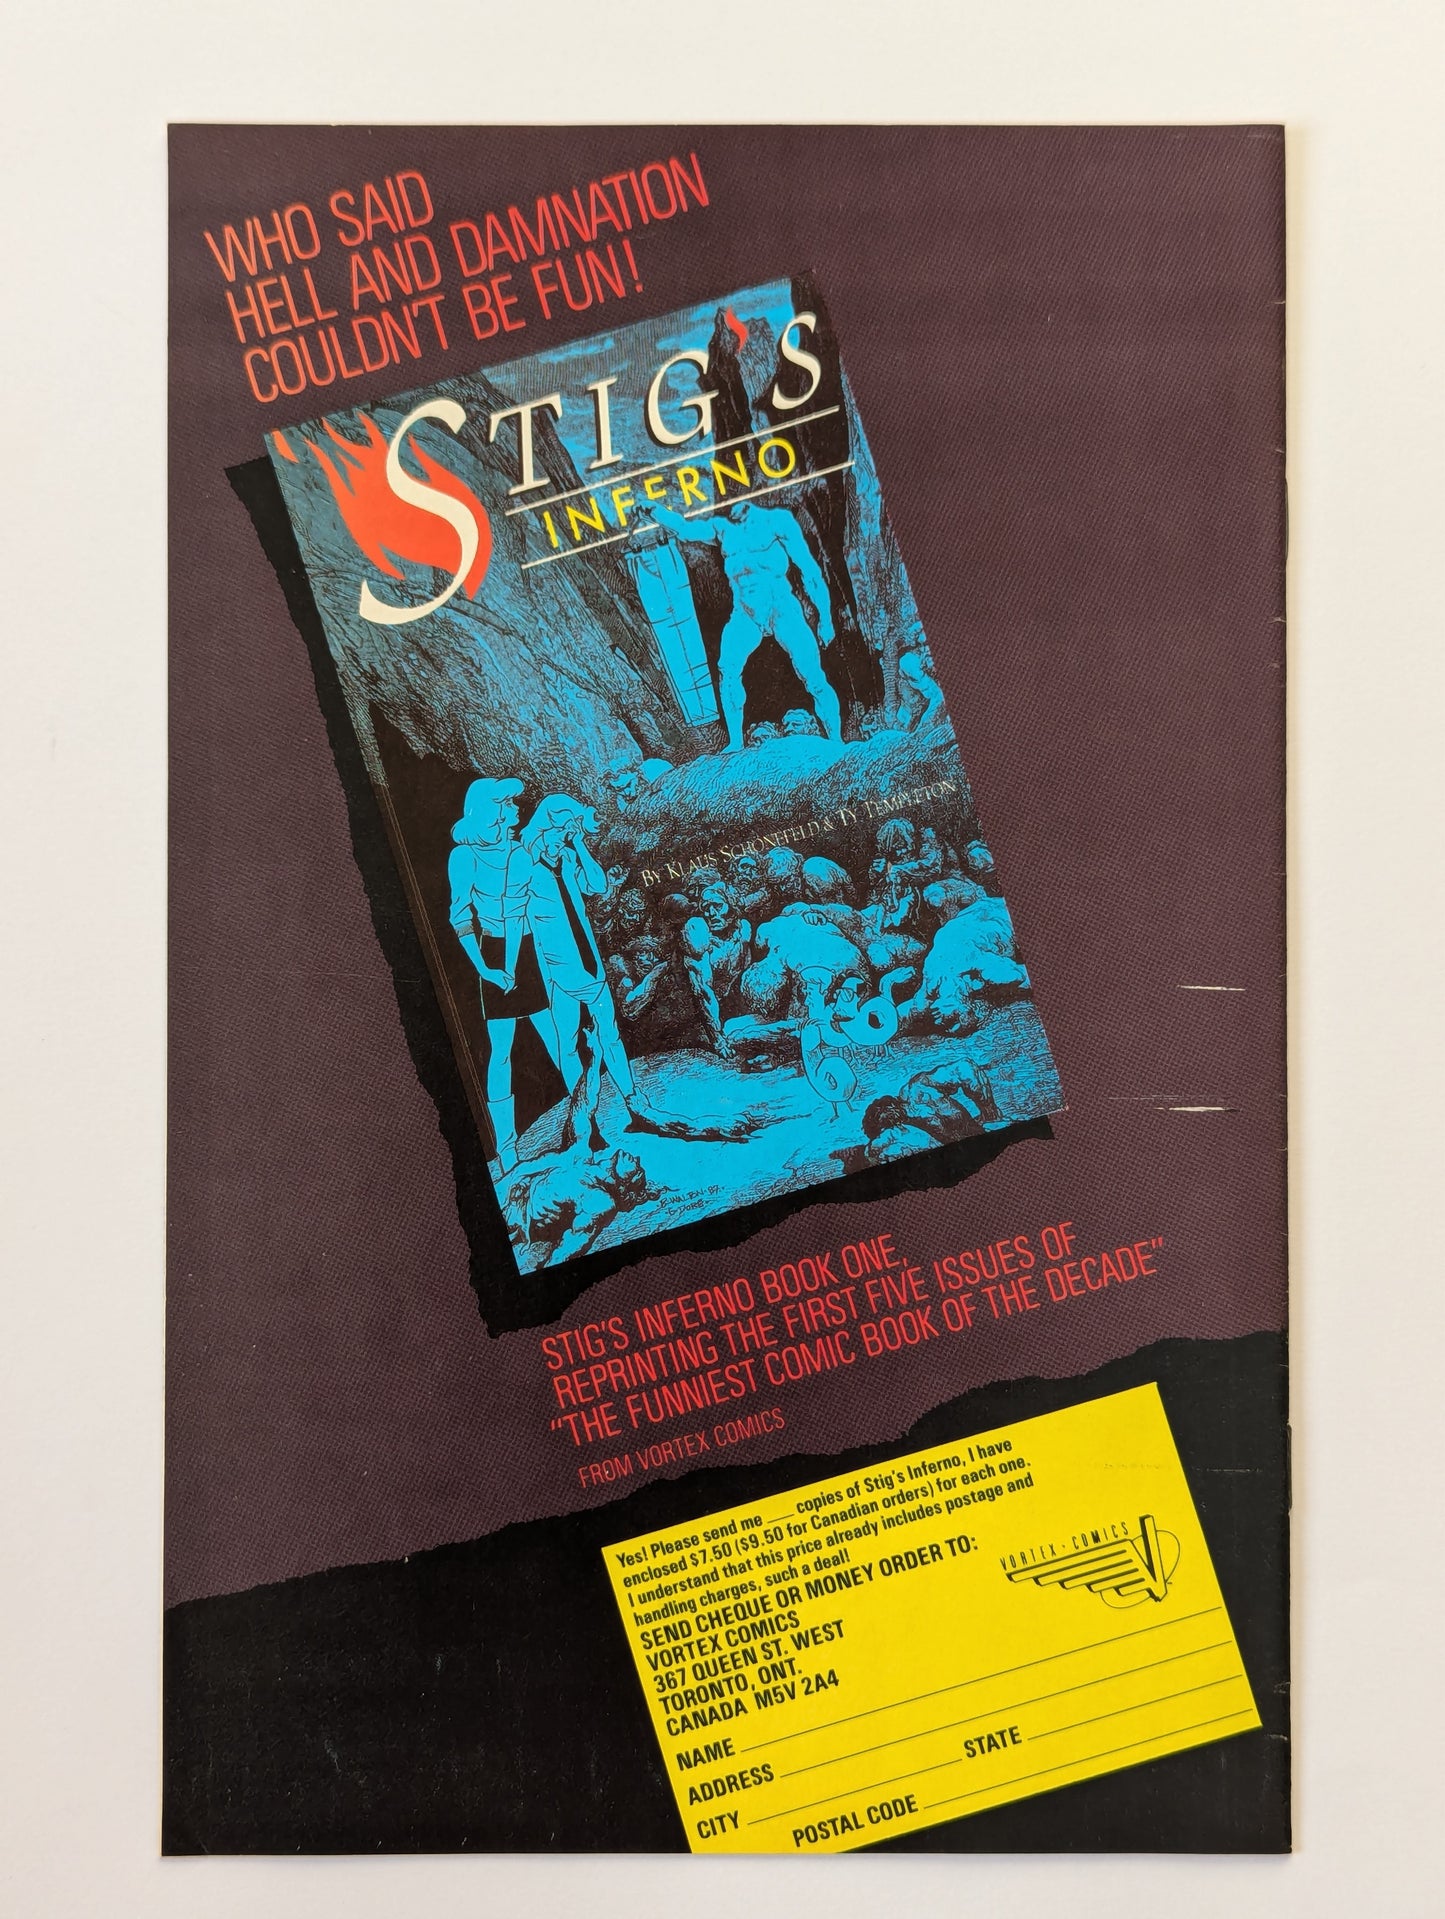 WHO SAID
HELL AND DAMNATION
COULDN'T BE FUN!
STIG'S
INFERNO
BY KLAUS SCHÖNEFELD & TY TEMPLETON
B. WALTON · 87.
G DORÉ.
STIG'S INFERNO BOOK ONE,
REPRINTING THE FIRST FIVE ISSUES OF
"THE FUNNIEST COMIC BOOK OF THE DECADE"
FROM VORTEX COMICS
Yes! Please send me ___ copies of Stig's Inferno, I have
enclosed $7.50 ($9.50 for Canadian orders) for each one.
I understand that this price already includes postage and
handling charges, such a deal!
SEND CHEQUE OR MONEY ORDER TO:
VORTEX COMICS
367 QUEEN ST. WEST
TORONTO, ONT.
CANADA M5V 2A4
VORTEX · COMICS
NAME
ADDRESS
CITY STATE
POSTAL CODE